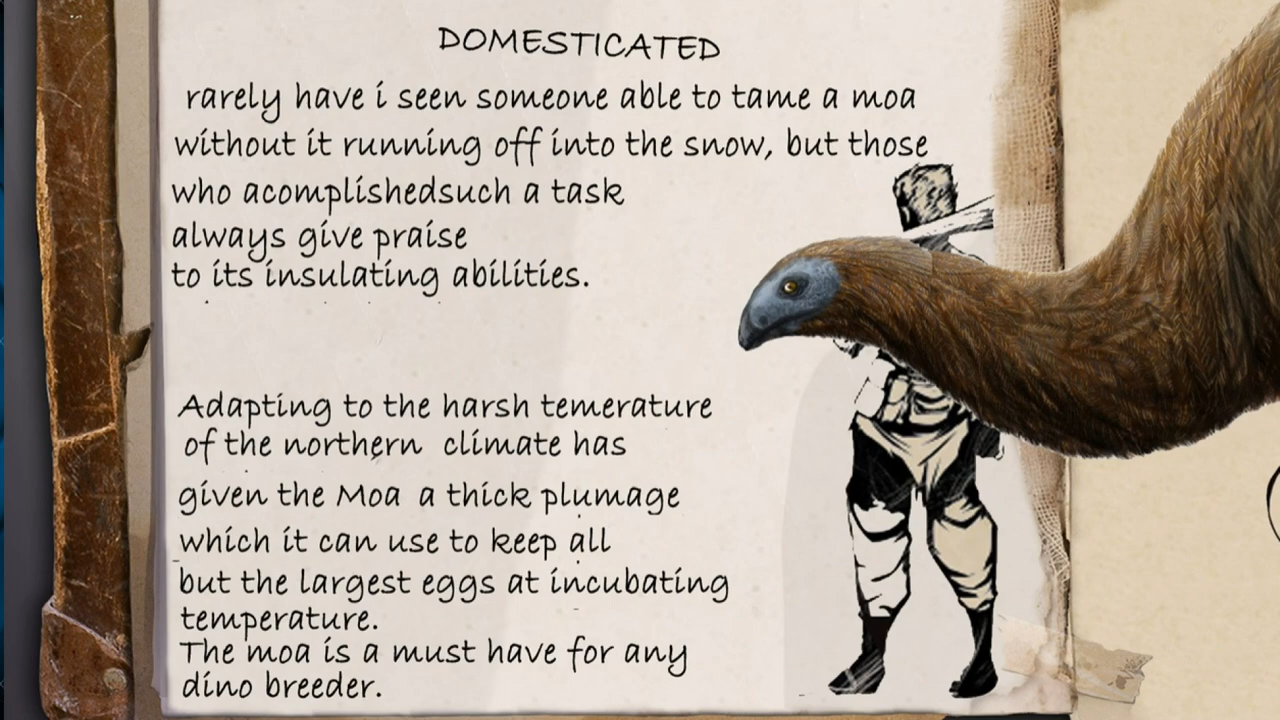 DOMESTICATED
rarely have i seen someone able to tame a moa
without it running off into the snow, but those
who acomplishedsuch a task
always give praise
to its insulating abilities.
Adapting to the harsh temerature
of the northern climate has
given the Moa a thick plumage
which it can use to keep all
but the largest eggs at incubating
temperature.
The moa is a must have for any
dino breeder.